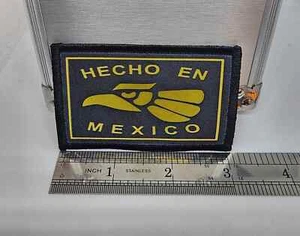 HECHO EN
MEXICO
INCH 1 STAINLESS 2 3 4